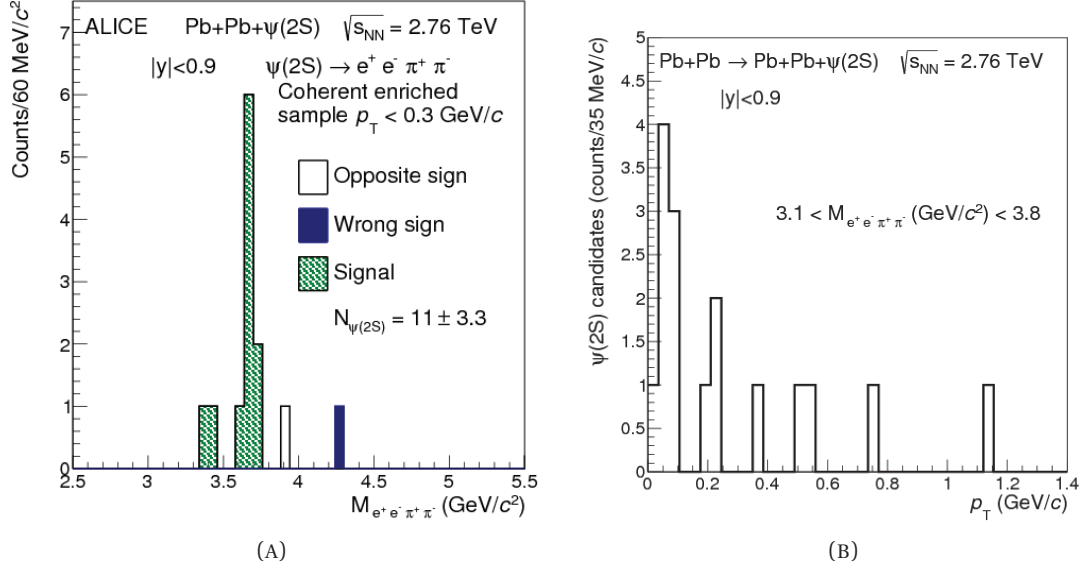 ALICE Pb+Pb+ψ(2S) √s_NN = 2.76 TeV
|y|<0.9 ψ(2S) → e⁺ e⁻ π⁺ π⁻
Coherent enriched
sample p_T < 0.3 GeV/c
Opposite sign
Wrong sign
Signal
N_ψ(2S) = 11 ± 3.3
Counts/60 MeV/c²
7
6
5
4
3
2
1
0
2.5 3 3.5 4 4.5 5 5.5
M_e⁺ e⁻ π⁺ π⁻ (GeV/c²)
(A)
Pb+Pb → Pb+Pb+ψ(2S) √s_NN = 2.76 TeV
|y|<0.9
3.1 < M_e⁺ e⁻ π⁺ π⁻ (GeV/c²) < 3.8
ψ(2S) candidates (counts/35 MeV/c)
5
4.5
4
3.5
3
2.5
2
1.5
1
0.5
0
0 0.2 0.4 0.6 0.8 1 1.2 1.4
p_T (GeV/c)
(B)